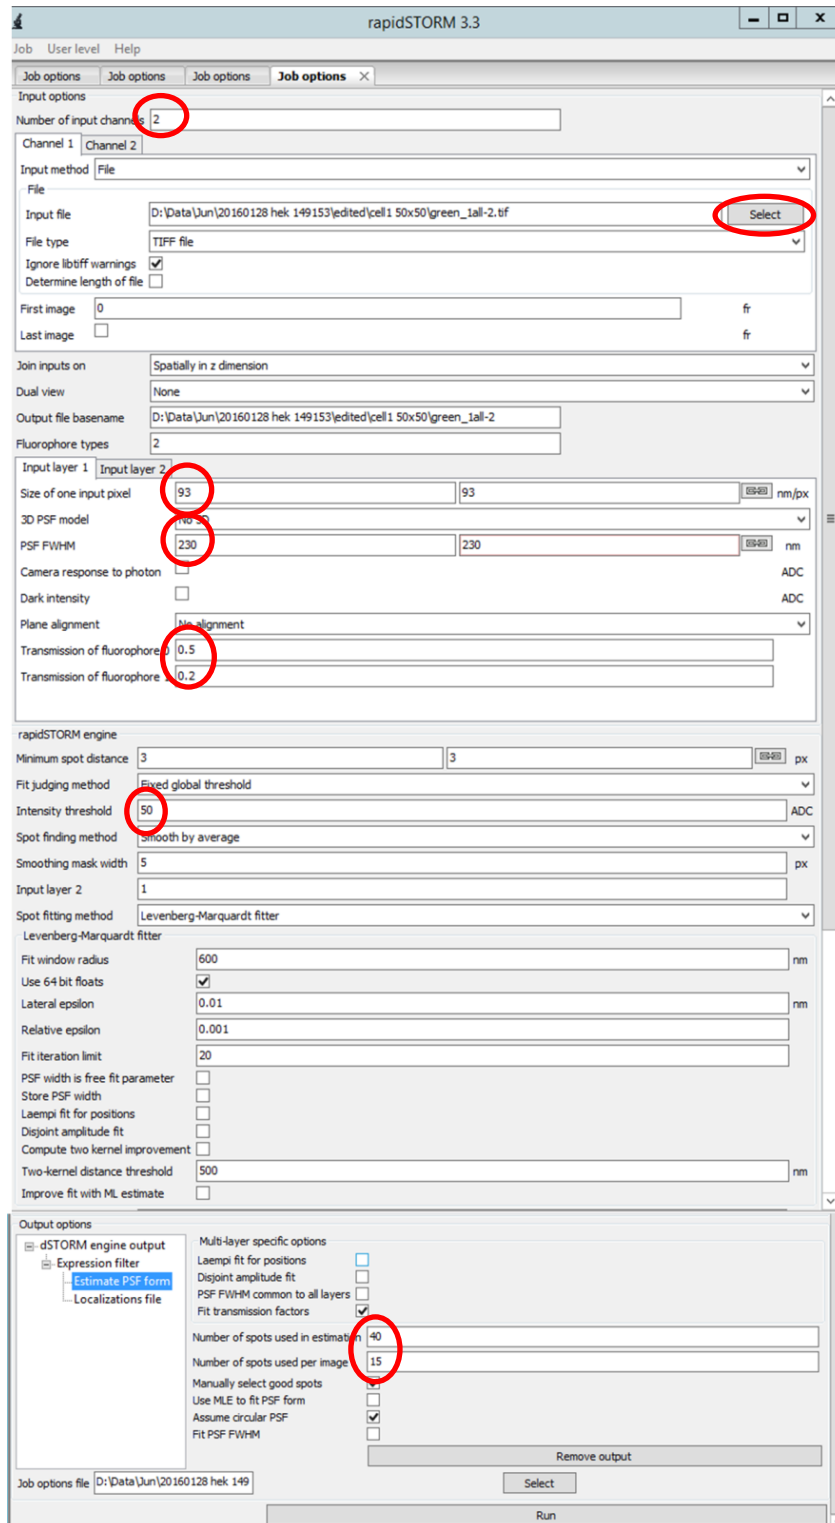 rapidSTORM 3.3
Job User level Help
Job options Job options Job options Job options
Input options
Number of input channels 2
Channel 1 Channel 2
Input method File
File
Input file D:\Data\Jun\20160128 hek 149153\edited\cell1 50x50\green_1all-2.tif Select
File type TIFF file
Ignore libtiff warnings
Determine length of file
First image 0 fr
Last image fr
Join inputs on Spatially in z dimension
Dual view None
Output file basename D:\Data\Jun\20160128 hek 149153\edited\cell1 50x50\green_1all-2
Fluorophore types 2
Input layer 1 Input layer 2
Size of one input pixel 93 93 nm/px
3D PSF model No 3D
PSF FWHM 230 230 nm
Camera response to photon ADC
Dark intensity ADC
Plane alignment No alignment
Transmission of fluorophore 0 0.5
Transmission of fluorophore 1 0.2
rapidSTORM engine
Minimum spot distance 3 3 px
Fit judging method Fixed global threshold
Intensity threshold 50 ADC
Spot finding method Smooth by average
Smoothing mask width 5 px
Input layer 2 1
Spot fitting method Levenberg-Marquardt fitter
Levenberg-Marquardt fitter
Fit window radius 600 nm
Use 64 bit floats
Lateral epsilon 0.01 nm
Relative epsilon 0.001
Fit iteration limit 20
PSF width is free fit parameter
Store PSF width
Laempi fit for positions
Disjoint amplitude fit
Compute two kernel improvement
Two-kernel distance threshold 500 nm
Improve fit with ML estimate
Output options
dSTORM engine output
Expression filter
Estimate PSF form
Localizations file
Multi-layer specific options
Laempi fit for positions
Disjoint amplitude fit
PSF FWHM common to all layers
Fit transmission factors
Number of spots used in estimation 40
Number of spots used per image 15
Manually select good spots
Use MLE to fit PSF form
Assume circular PSF
Fit PSF FWHM
Remove output
Job options file D:\Data\Jun\20160128 hek 149 Select
Run